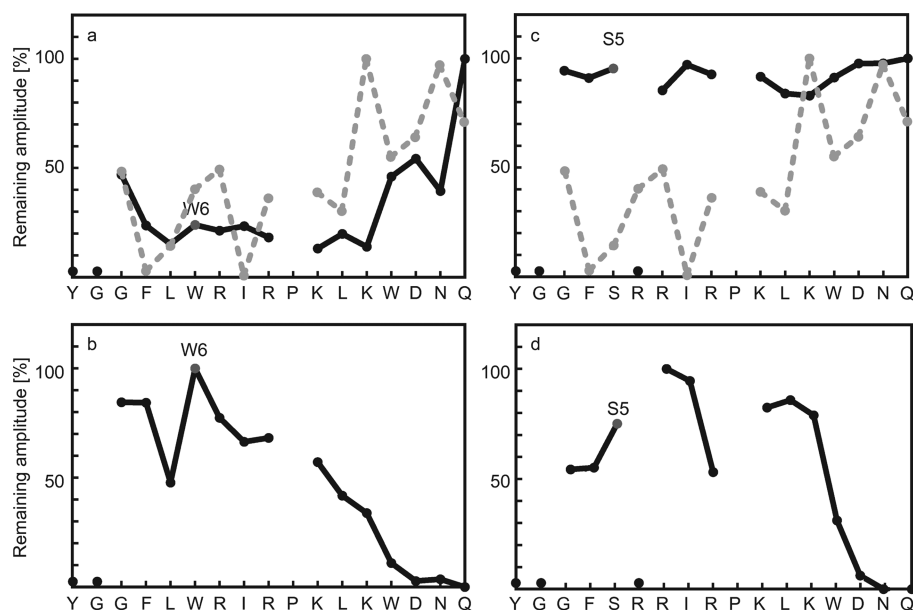 a
Remaining amplitude [%]
100
50
W6
Y G G F L W R I R P K L K W D N Q
c
S5
100
50
Y G G F S R R I R P K L K W D N Q
b
Remaining amplitude [%]
W6
100
50
Y G G F L W R I R P K L K W D N Q
d
100
S5
50
Y G G F S R R I R P K L K W D N Q